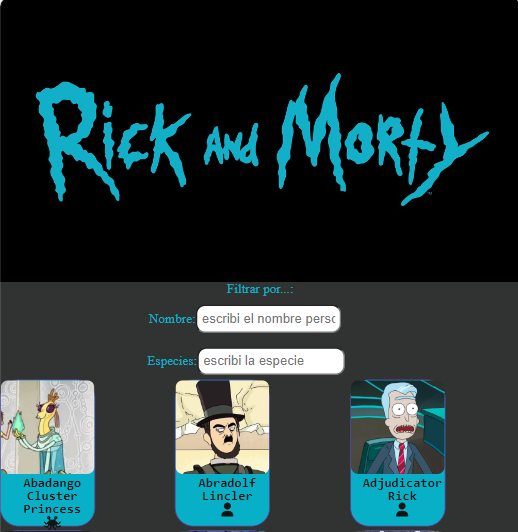 Rick and Morty
Filtrar por...:
Nombre: escribi el nombre perso
Especies: escribi la especie
Abadango
Cluster
Princess
Abradolf
Lincler
Adjudicator
Rick